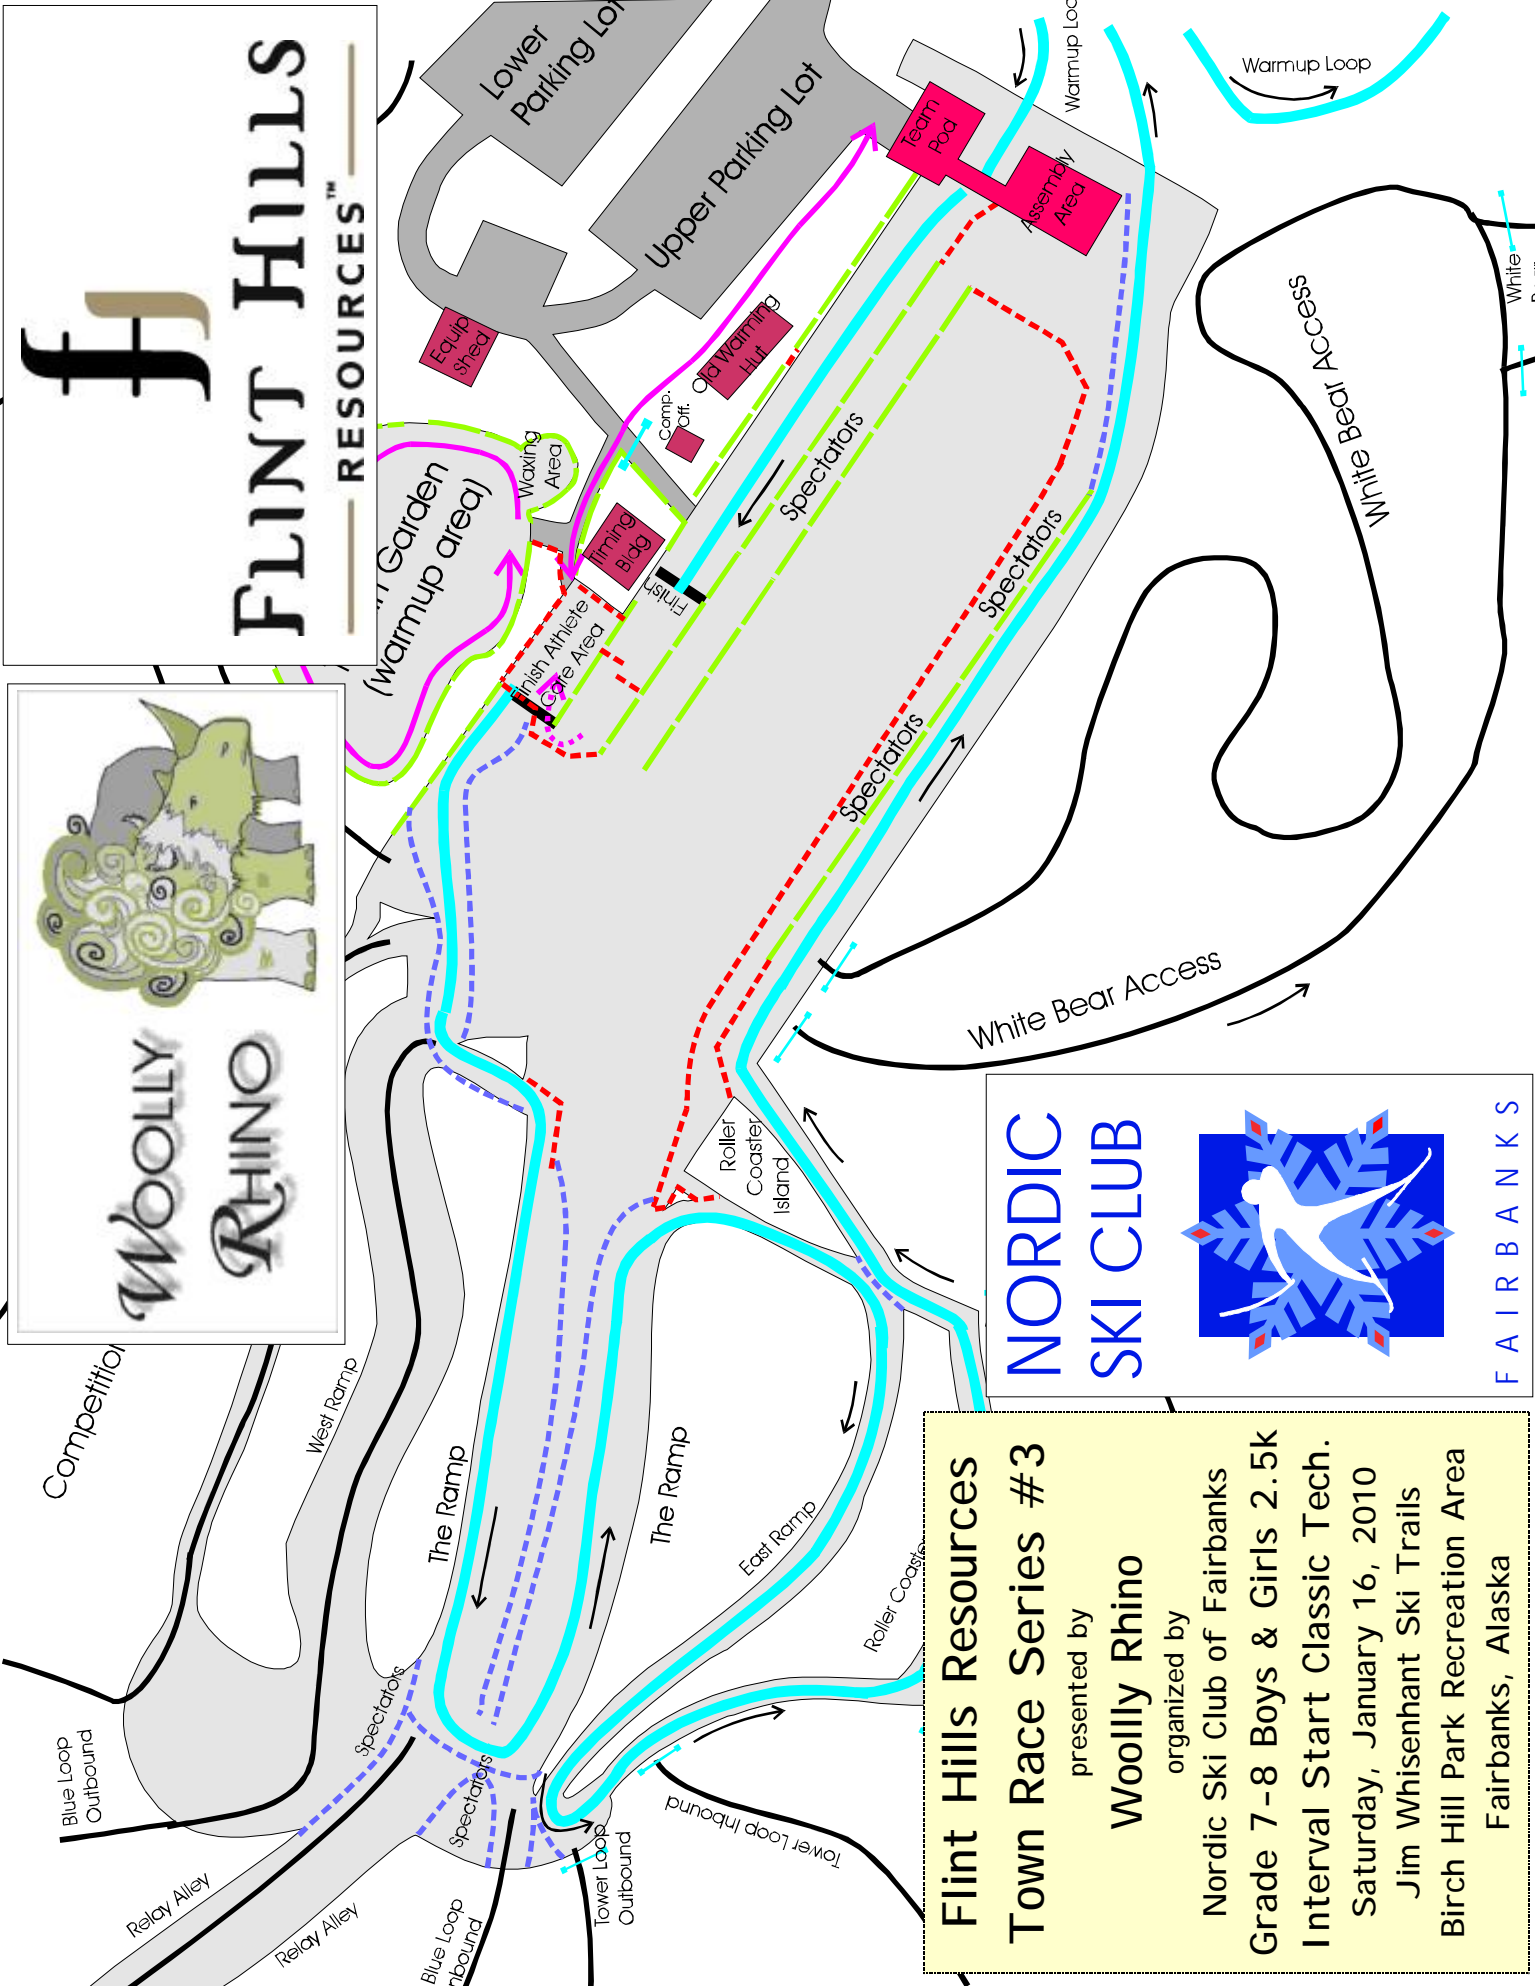 FLINT HILLS
RESOURCES™
WOOLLY
RHINO
Lower
Parking Lot
Upper Parking Lot
Equip
Shed
Team
Pod
Assembly
Area
Warmup Loop
Old Warming
Hut
Comp.
Off.
Waxing
Area
Garden
(warmup area)
Timing
Bldg
Finish
Finish Athlete
Care Area
Spectators
Spectators
Spectators
White Bear Access
White
White Bear Access
Roller
Coaster
Island
NORDIC
SKI CLUB
FAIRBANKS
West Ramp
The Ramp
The Ramp
East Ramp
Spectators
Spectators
Blue Loop
Outbound
Relay Alley
Relay Alley
Blue Loop
Tower Loop
Outbound
Tower Loop Inbound
Flint Hills Resources
Town Race Series #3
presented by
Woollly Rhino
organized by
Nordic Ski Club of Fairbanks
Grade 7-8 Boys & Girls 2.5k
Interval Start Classic Tech.
Saturday, January 16, 2010
Jim Whisenhant Ski Trails
Birch Hill Park Recreation Area
Fairbanks, Alaska